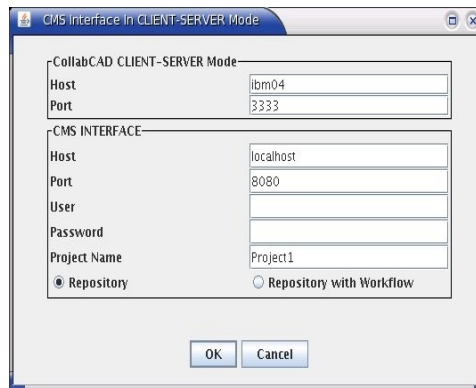 CMS Interface In CLIENT-SERVER Mode
CollabCAD CLIENT-SERVER Mode
Host ibm04
Port 3333
CMS INTERFACE
Host localhost
Port 8080
User
Password
Project Name Project1
Repository Repository with Workflow
OK Cancel